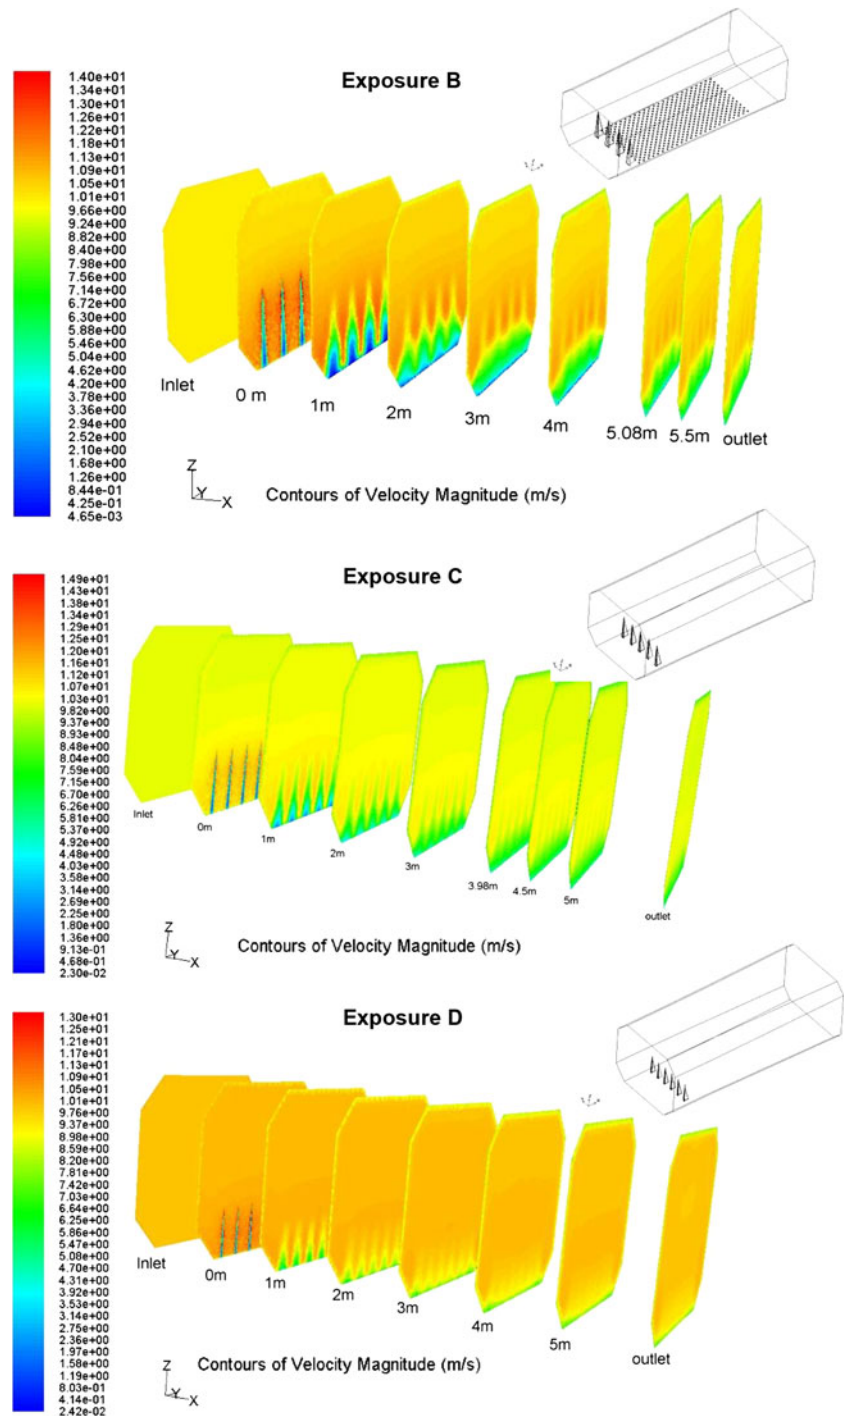 Exposure B
1.40e+01
1.34e+01
1.30e+01
1.26e+01
1.22e+01
1.18e+01
1.13e+01
1.09e+01
1.05e+01
1.01e+01
9.66e+00
9.24e+00
8.82e+00
8.40e+00
7.98e+00
7.56e+00
7.14e+00
6.72e+00
6.30e+00
5.88e+00
5.46e+00
5.04e+00
4.62e+00
4.20e+00
3.78e+00
3.36e+00
2.94e+00
2.52e+00
2.10e+00
1.68e+00
1.26e+00
8.44e-01
4.25e-01
4.65e-03
Inlet
0 m
1m
2m
3m
4m
5.08m
5.5m
outlet
Z
Y
X
Contours of Velocity Magnitude (m/s)
Exposure C
1.49e+01
1.43e+01
1.38e+01
1.34e+01
1.29e+01
1.25e+01
1.20e+01
1.16e+01
1.12e+01
1.07e+01
1.03e+01
9.82e+00
9.37e+00
8.93e+00
8.48e+00
8.04e+00
7.59e+00
7.15e+00
6.70e+00
6.26e+00
5.81e+00
5.37e+00
4.92e+00
4.48e+00
4.03e+00
3.58e+00
3.14e+00
2.69e+00
2.25e+00
1.80e+00
1.36e+00
9.13e-01
4.68e-01
2.30e-02
Inlet
0m
1m
2m
3m
3.98m
4.5m
5m
outlet
Z
Y
X
Contours of Velocity Magnitude (m/s)
Exposure D
1.30e+01
1.25e+01
1.21e+01
1.17e+01
1.13e+01
1.09e+01
1.05e+01
1.01e+01
9.76e+00
9.37e+00
8.98e+00
8.59e+00
8.20e+00
7.81e+00
7.42e+00
7.03e+00
6.64e+00
6.25e+00
5.86e+00
5.47e+00
5.08e+00
4.70e+00
4.31e+00
3.92e+00
3.53e+00
3.14e+00
2.75e+00
2.36e+00
1.97e+00
1.58e+00
1.19e+00
8.03e-01
4.14e-01
2.42e-02
Inlet
0m
1m
2m
3m
4m
5m
outlet
Z
Y
X
Contours of Velocity Magnitude (m/s)